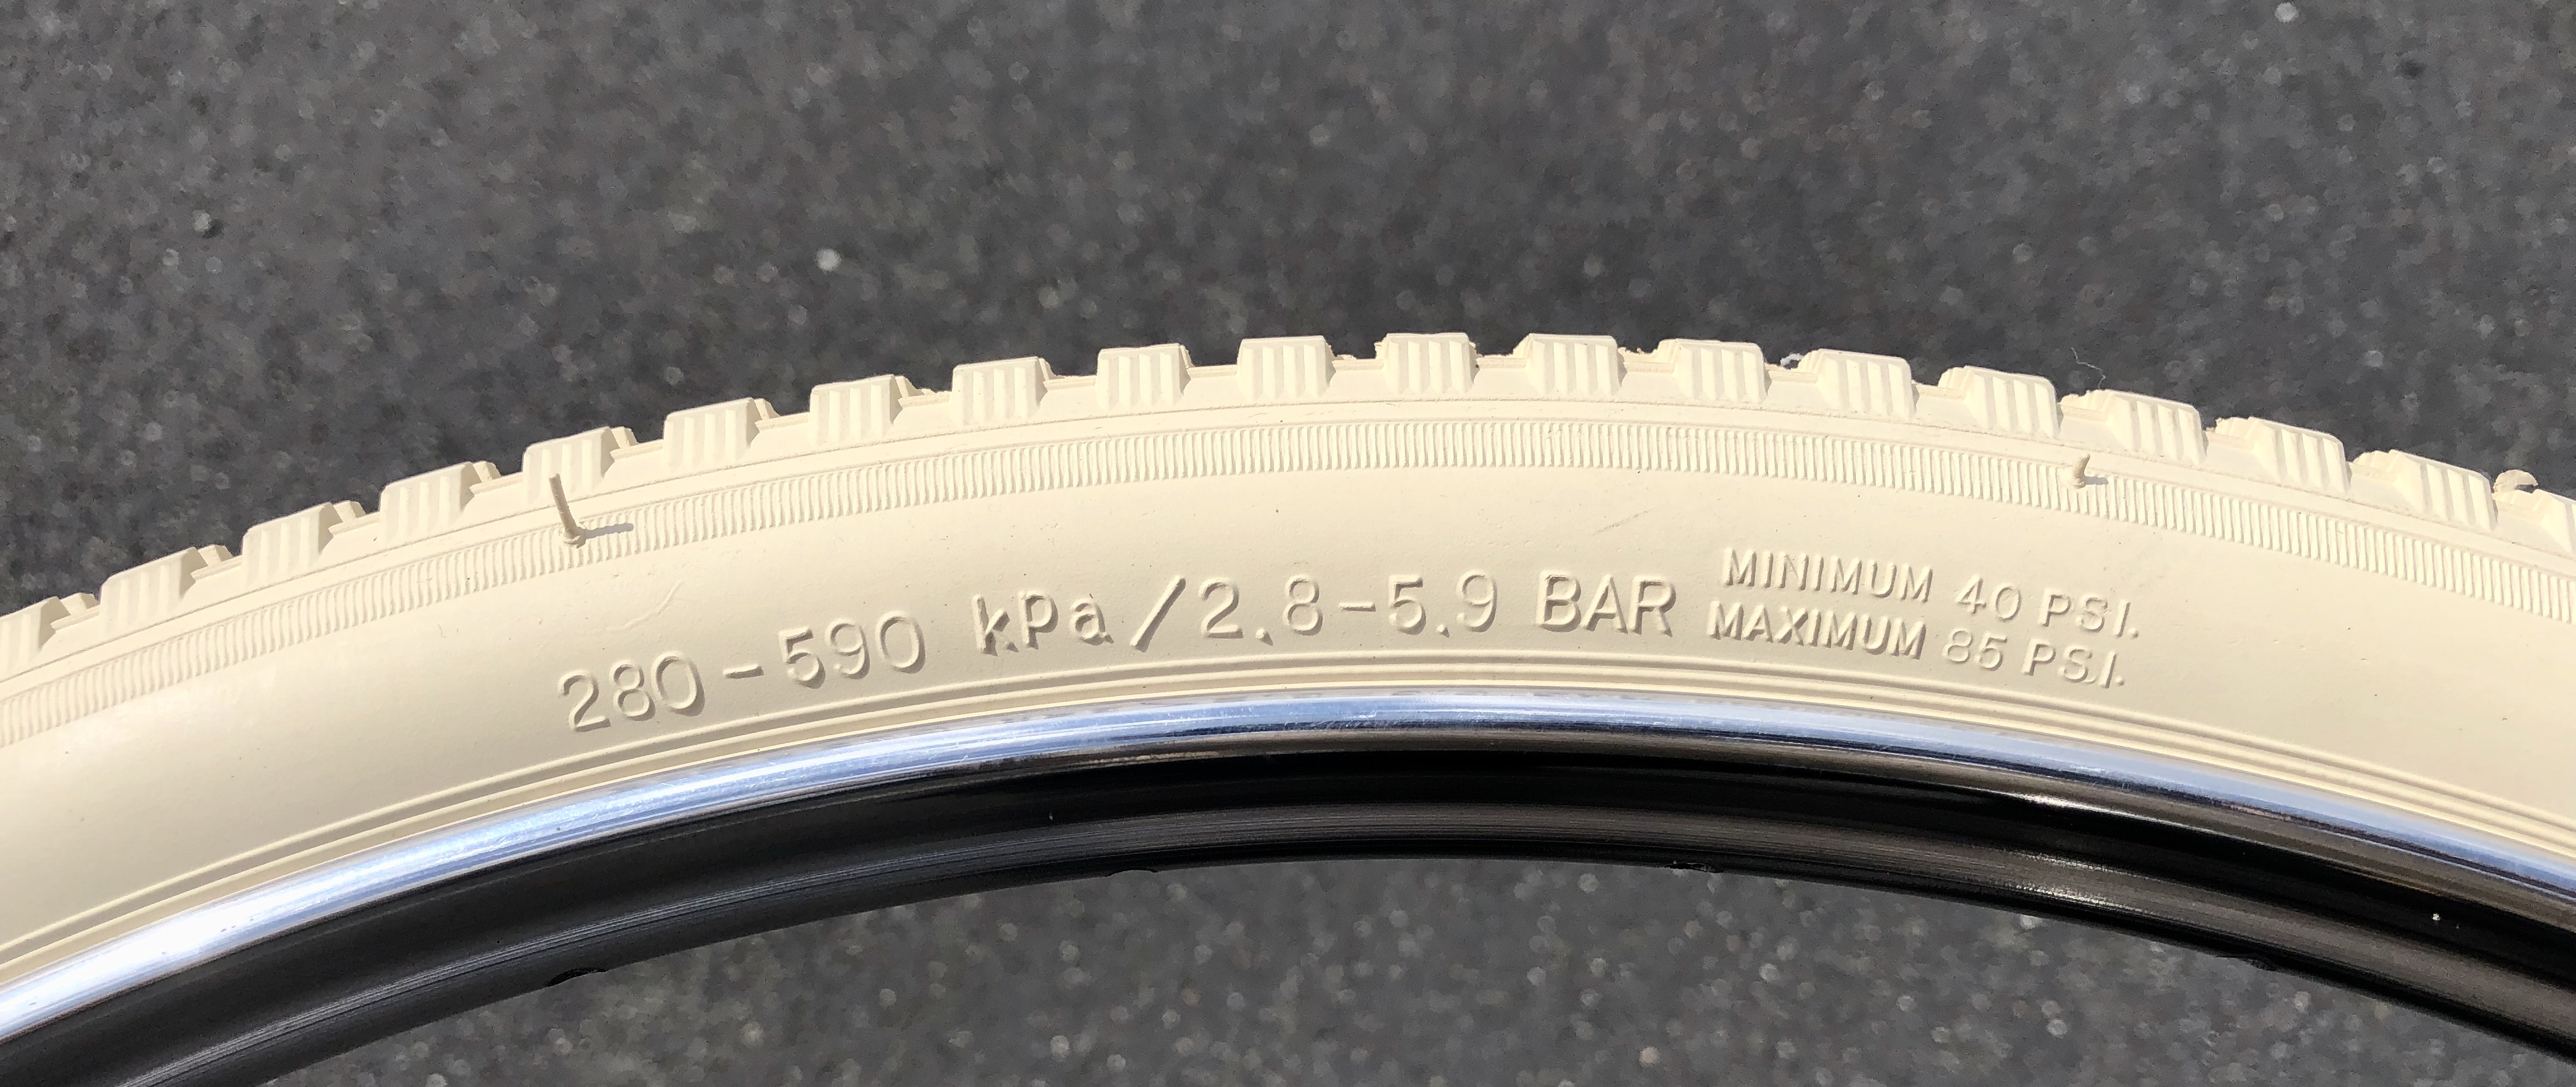 280-590 kPa/2.8-5.9 BAR
MINIMUM 40 PSI.
MAXIMUM 85 PSI.